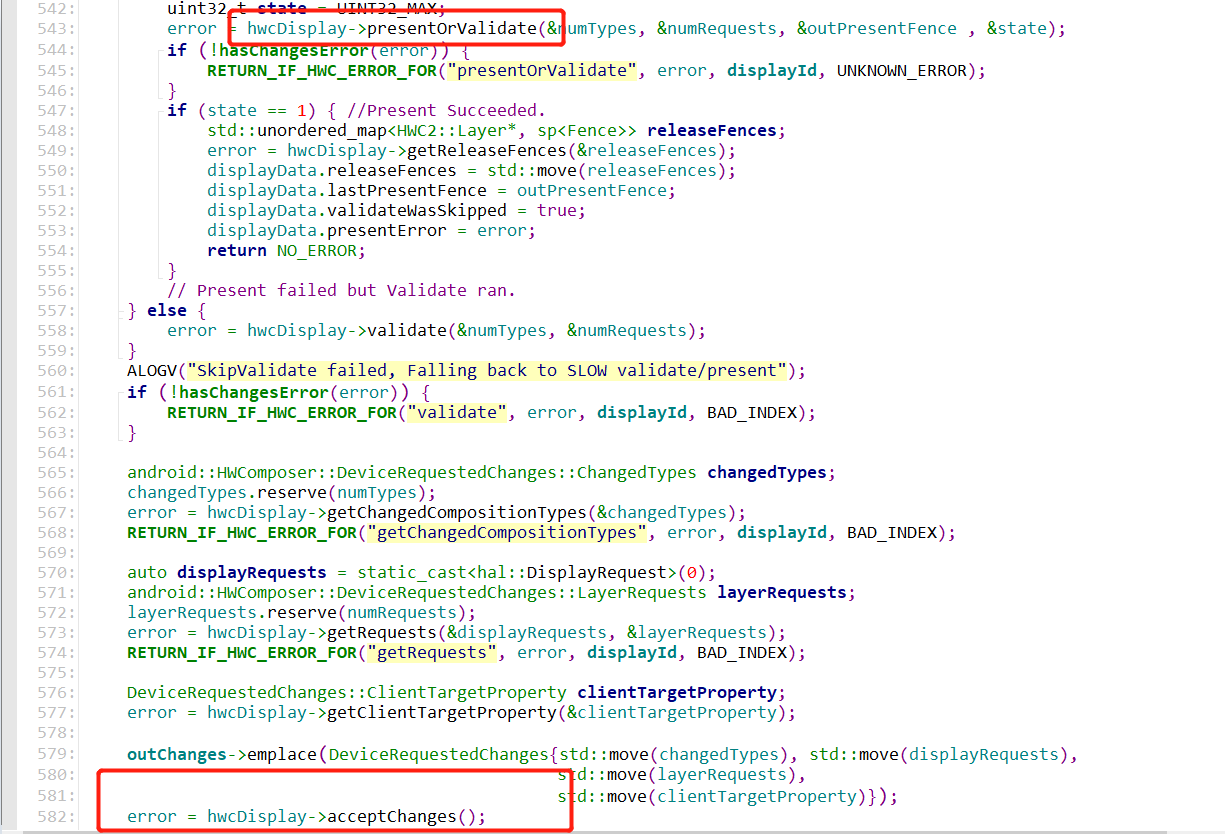 542: uint32_t state = UINT32_MAX;
543: error = hwcDisplay->presentOrValidate(&numTypes, &numRequests, &outPresentFence , &state);
544: if (!hasChangesError(error)) {
545: RETURN_IF_HWC_ERROR_FOR("presentOrValidate", error, displayId, UNKNOWN_ERROR);
546: }
547: if (state == 1) { //Present Succeeded.
548: std::unordered_map<HWC2::Layer*, sp<Fence>> releaseFences;
549: error = hwcDisplay->getReleaseFences(&releaseFences);
550: displayData.releaseFences = std::move(releaseFences);
551: displayData.lastPresentFence = outPresentFence;
552: displayData.validateWasSkipped = true;
553: displayData.presentError = error;
554: return NO_ERROR;
555: }
556: // Present failed but Validate ran.
557: } else {
558: error = hwcDisplay->validate(&numTypes, &numRequests);
559: }
560: ALOGV("SkipValidate failed, Falling back to SLOW validate/present");
561: if (!hasChangesError(error)) {
562: RETURN_IF_HWC_ERROR_FOR("validate", error, displayId, BAD_INDEX);
563: }
564:
565: android::HWComposer::DeviceRequestedChanges::ChangedTypes changedTypes;
566: changedTypes.reserve(numTypes);
567: error = hwcDisplay->getChangedCompositionTypes(&changedTypes);
568: RETURN_IF_HWC_ERROR_FOR("getChangedCompositionTypes", error, displayId, BAD_INDEX);
569:
570: auto displayRequests = static_cast<hal::DisplayRequest>(0);
571: android::HWComposer::DeviceRequestedChanges::LayerRequests layerRequests;
572: layerRequests.reserve(numRequests);
573: error = hwcDisplay->getRequests(&displayRequests, &layerRequests);
574: RETURN_IF_HWC_ERROR_FOR("getRequests", error, displayId, BAD_INDEX);
575:
576: DeviceRequestedChanges::ClientTargetProperty clientTargetProperty;
577: error = hwcDisplay->getClientTargetProperty(&clientTargetProperty);
578:
579: outChanges->emplace(DeviceRequestedChanges{std::move(changedTypes), std::move(displayRequests),
580: std::move(layerRequests),
581: std::move(clientTargetProperty)});
582: error = hwcDisplay->acceptChanges();